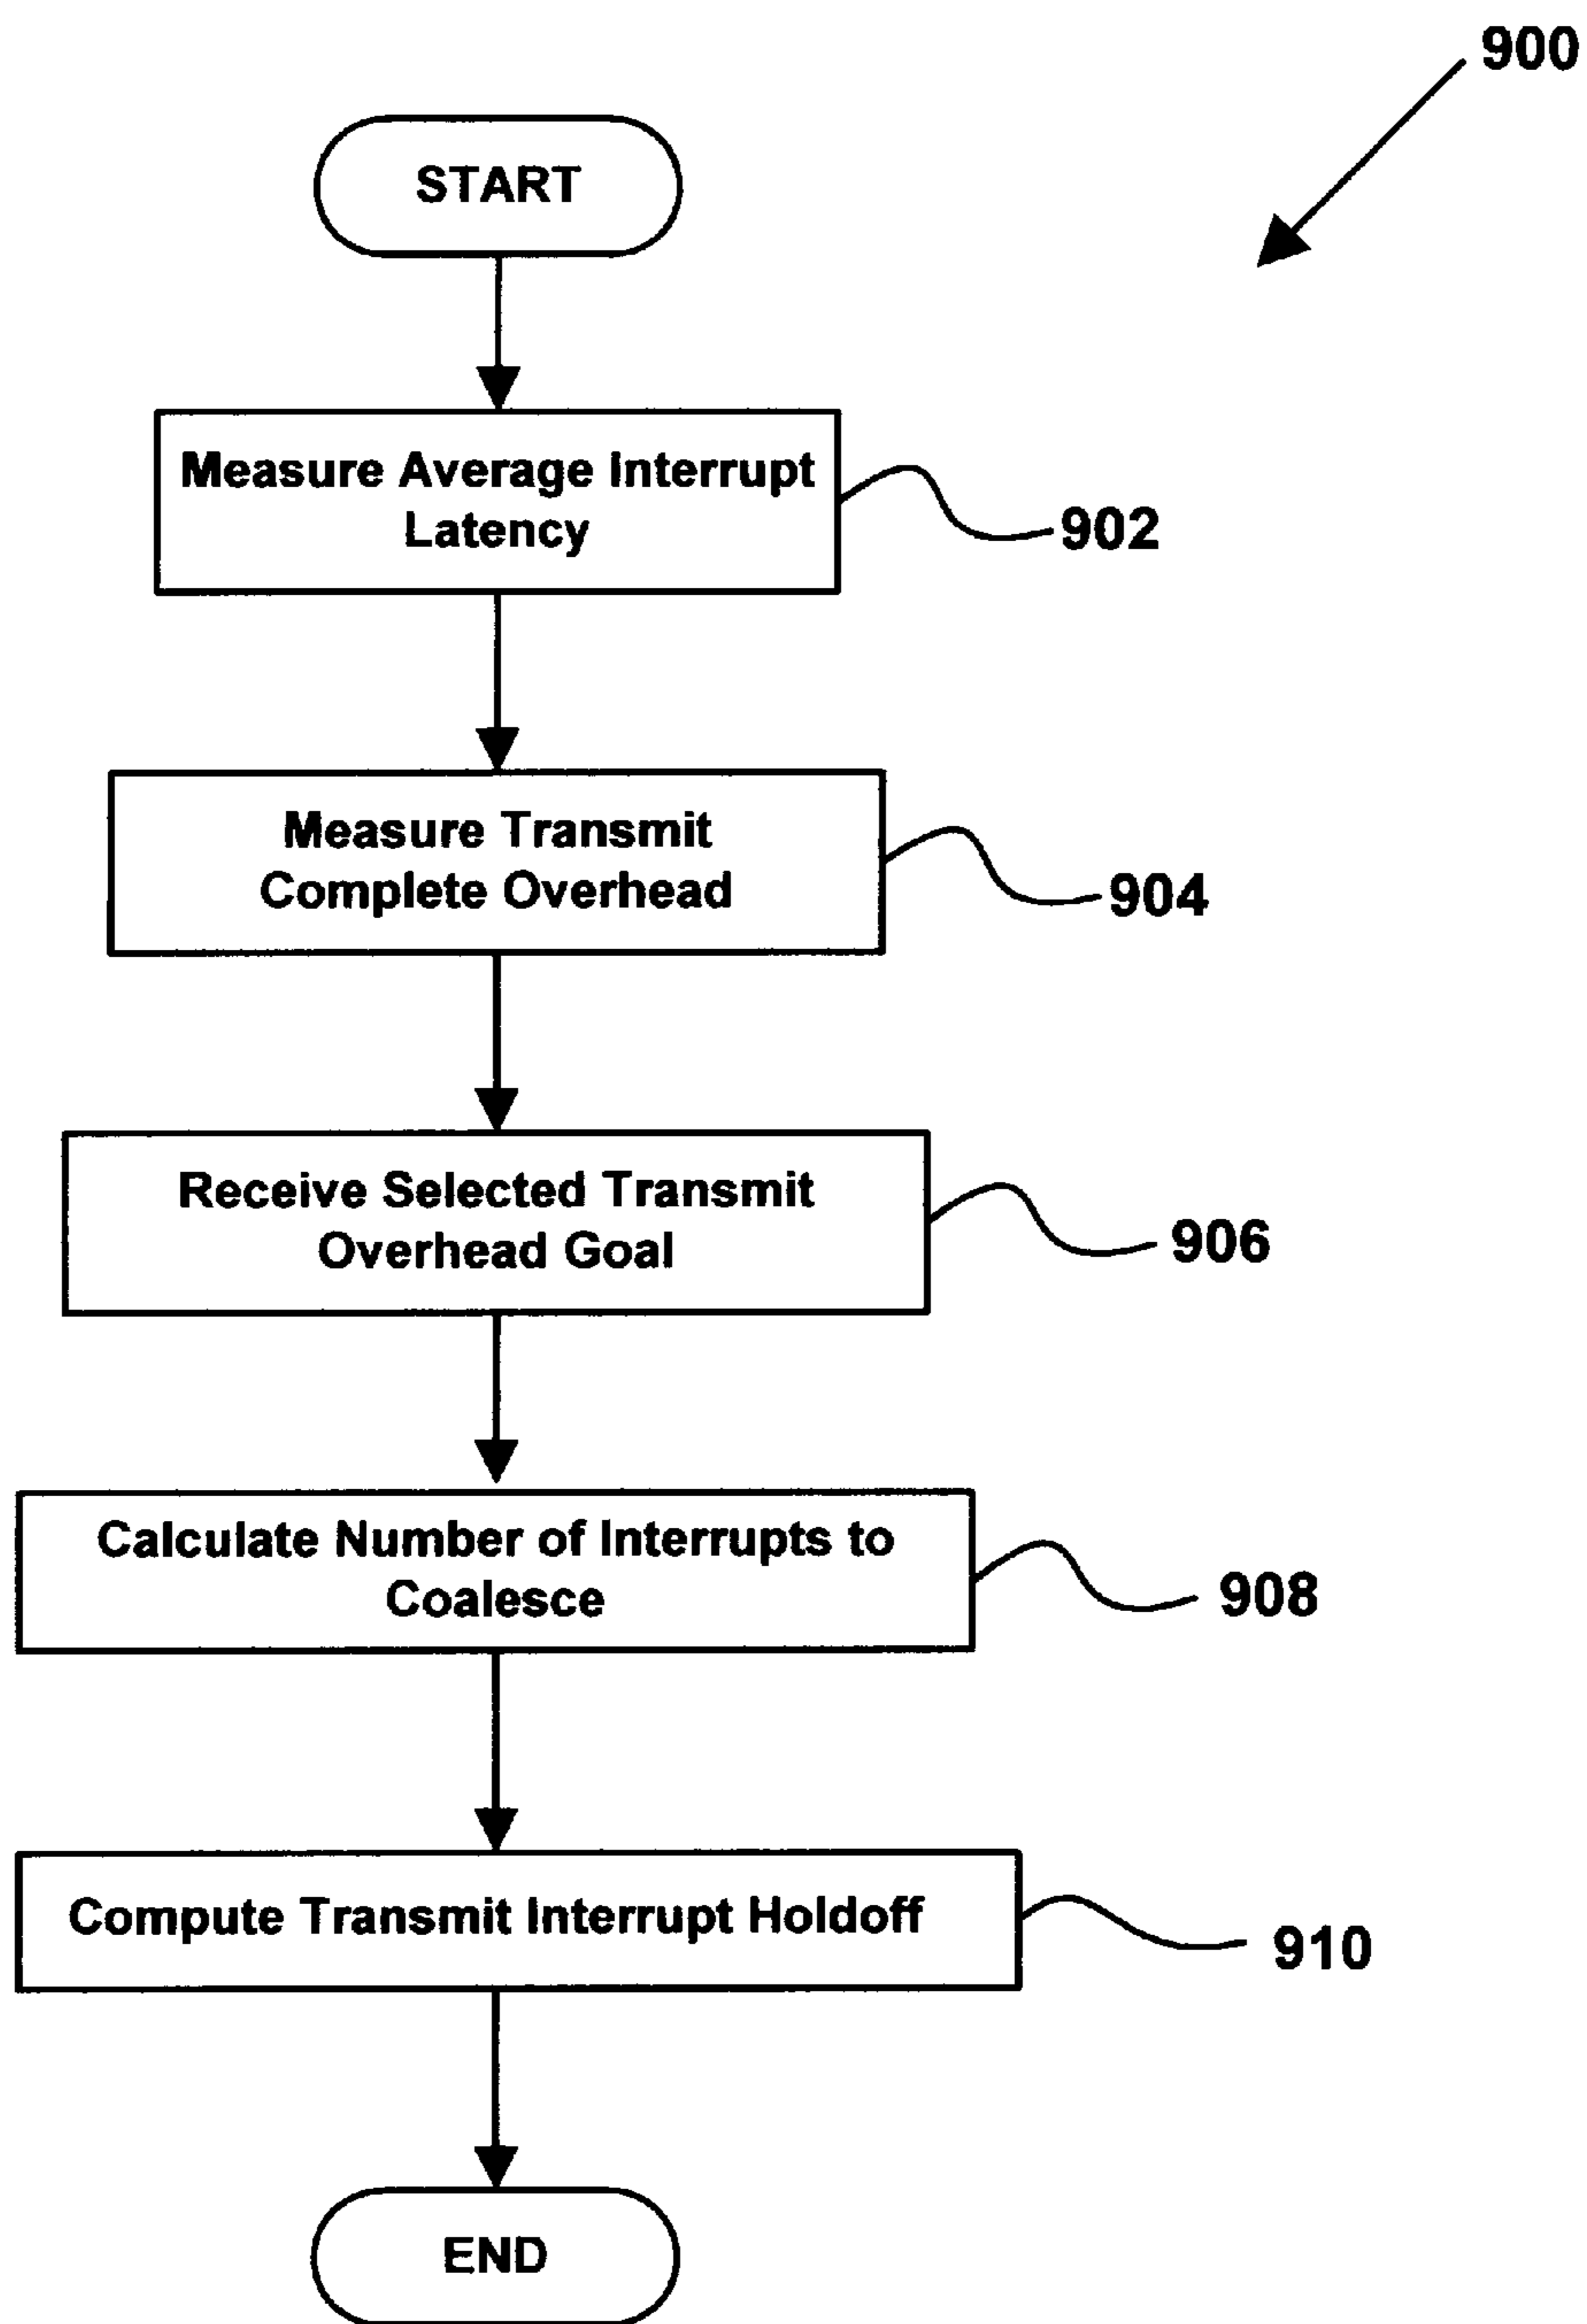 900
START
Measure Average Interrupt
Latency
902
Measure Transmit
Complete Overhead
904
Receive Selected Transmit
Overhead Goal
906
Calculate Number of Interrupts to
Coalesce
908
Compute Transmit Interrupt Holdoff
910
END